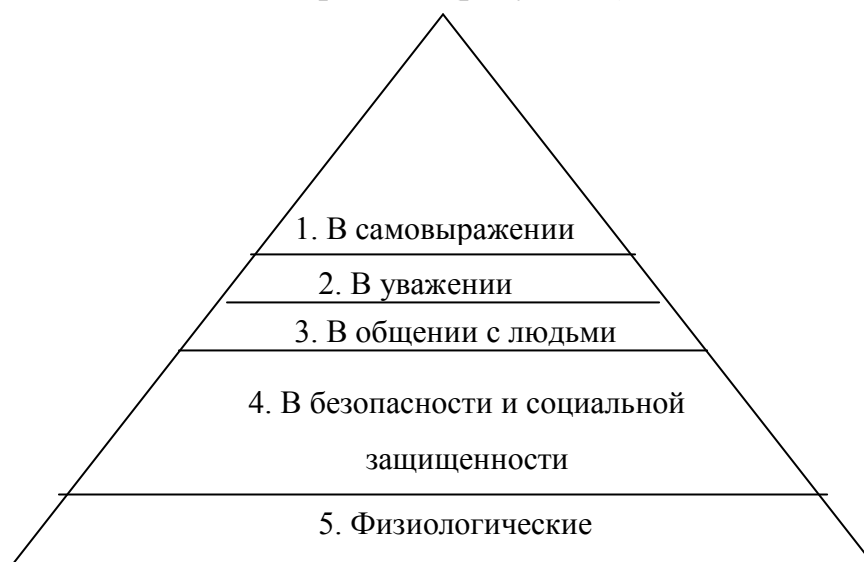 1. В самовыражении
2. В уважении
3. В общении с людьми
4. В безопасности и социальной
защищенности
5. Физиологические